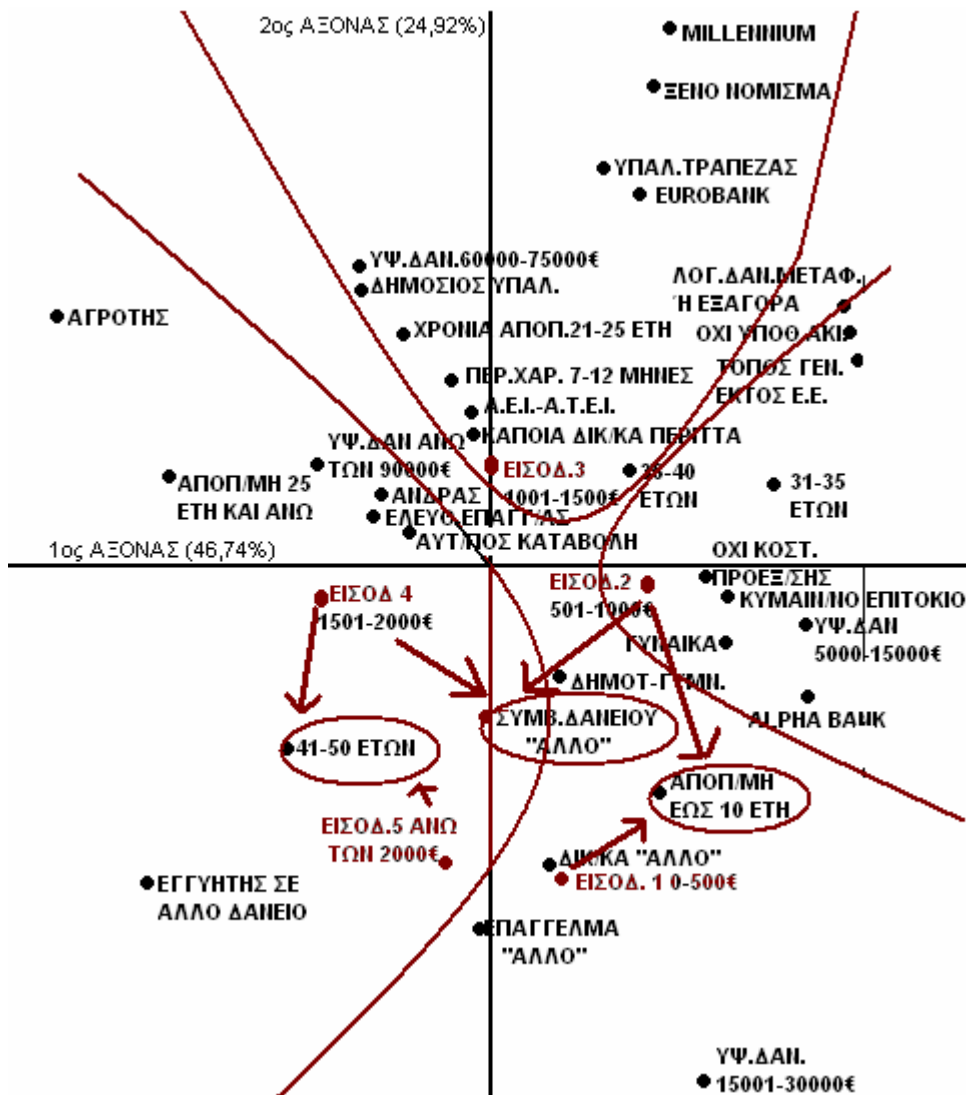 2ος ΑΞΟΝΑΣ (24,92%)
MILLENNIUM
ΞΕΝΟ ΝΟΜΙΣΜΑ
ΥΠΑΛ.ΤΡΑΠΕΖΑΣ
EUROBANK
ΥΨ.ΔΑΝ.60000-75000€
ΔΗΜΟΣΙΟΣ ΥΠΑΛ.
ΛΟΓ.ΔΑΝ.ΜΕΤΑΦ.
Ή ΕΞΑΓΟΡΑ
ΑΓΡΟΤΗΣ
ΧΡΟΝΙΑ ΑΠΟΠ.21-25 ΕΤΗ
ΟΧΙ ΥΠΟΘ.ΑΚΙ.
ΤΟΠΟΣ ΓΕΝ.
ΕΚΤΟΣ Ε.Ε.
ΠΕΡ.ΧΑΡ. 7-12 ΜΗΝΕΣ
Α.Ε.Ι.-Α.Τ.Ε.Ι.
ΚΑΠΟΙΑ ΔΙΚ/ΚΑ ΠΕΡΙΤΤΑ
ΥΨ.ΔΑΝ ΑΝΩ
ΤΩΝ 90000€
ΕΙΣΟΔ.3
1001-1500€
36-40
ΕΤΩΝ
31-35
ΕΤΩΝ
ΑΠΟΠ/ΜΗ 25
ΕΤΗ ΚΑΙ ΑΝΩ
ΑΝΔΡΑΣ
ΕΛΕΥΘ.ΕΠΑΓΓ/ΑΣ
ΑΥΤ/ΠΟΣ ΚΑΤΑΒΟΛΗ
1ος ΑΞΟΝΑΣ (46,74%)
ΟΧΙ ΚΟΣΤ.
ΠΡΟΕΞ/ΣΗΣ
ΕΙΣΟΔ 4
1501-2000€
ΕΙΣΟΔ.2
501-1000€
ΚΥΜΑΙΝ/ΝΟ ΕΠΙΤΟΚΙΟ
ΥΨ.ΔΑΝ
5000-15000€
ΓΥΝΑΙΚΑ
ΔΗΜΟΤ-ΓΥΜΝ.
ΣΥΜΒ.ΔΑΝΕΙΟΥ
"ΑΛΛΟ"
ALPHA BANK
41-50 ΕΤΩΝ
ΑΠΟΠ/ΜΗ
ΕΩΣ 10 ΕΤΗ
ΕΙΣΟΔ.5 ΑΝΩ
ΤΩΝ 2000€
ΔΙΚ/ΚΑ "ΑΛΛΟ"
ΕΙΣΟΔ. 1 0-500€
ΕΓΓΥΗΤΗΣ ΣΕ
ΑΛΛΟ ΔΑΝΕΙΟ
ΕΠΑΓΓΕΛΜΑ
"ΑΛΛΟ"
ΥΨ.ΔΑΝ.
15001-30000€